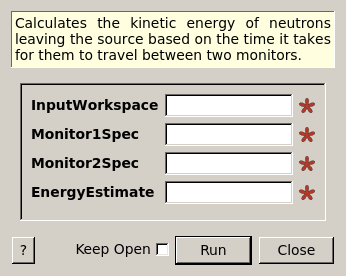 Calculates the kinetic energy of neutrons
leaving the source based on the time it takes
for them to travel between two monitors.
InputWorkspace
Monitor1Spec
Monitor2Spec
EnergyEstimate
? Keep Open Run Close